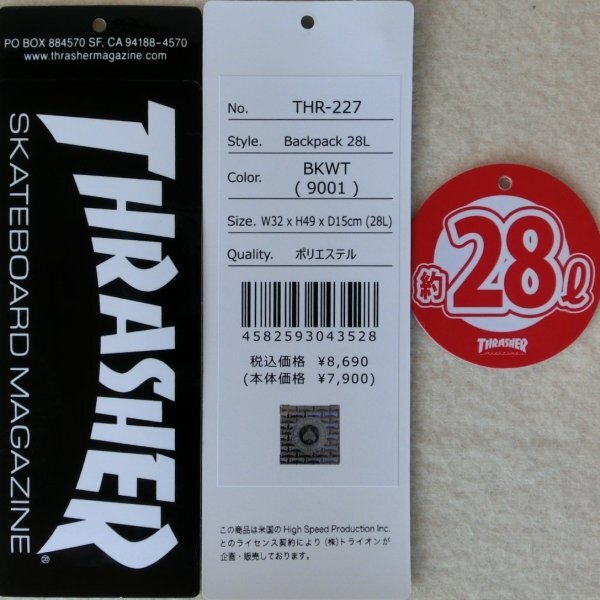 PO BOX 884570 SF, CA 94188-4570
www.thrashermagazine.com
THRASHER®
SKATEBOARD MAGAZINE
No. THR-227
Style. Backpack 28L
Color. BKWT
( 9001 )
Size. W32 x H49 x D15cm (28L)
Quality. ポリエステル
4582593043528
税込価格 ¥8,690
(本体価格 ¥7,900)
この商品は米国の High Speed Production Inc.
とのライセンス契約により (株)トライオンが
企画・販売しております。
約28ℓ
THRASHER
MAGAZINE